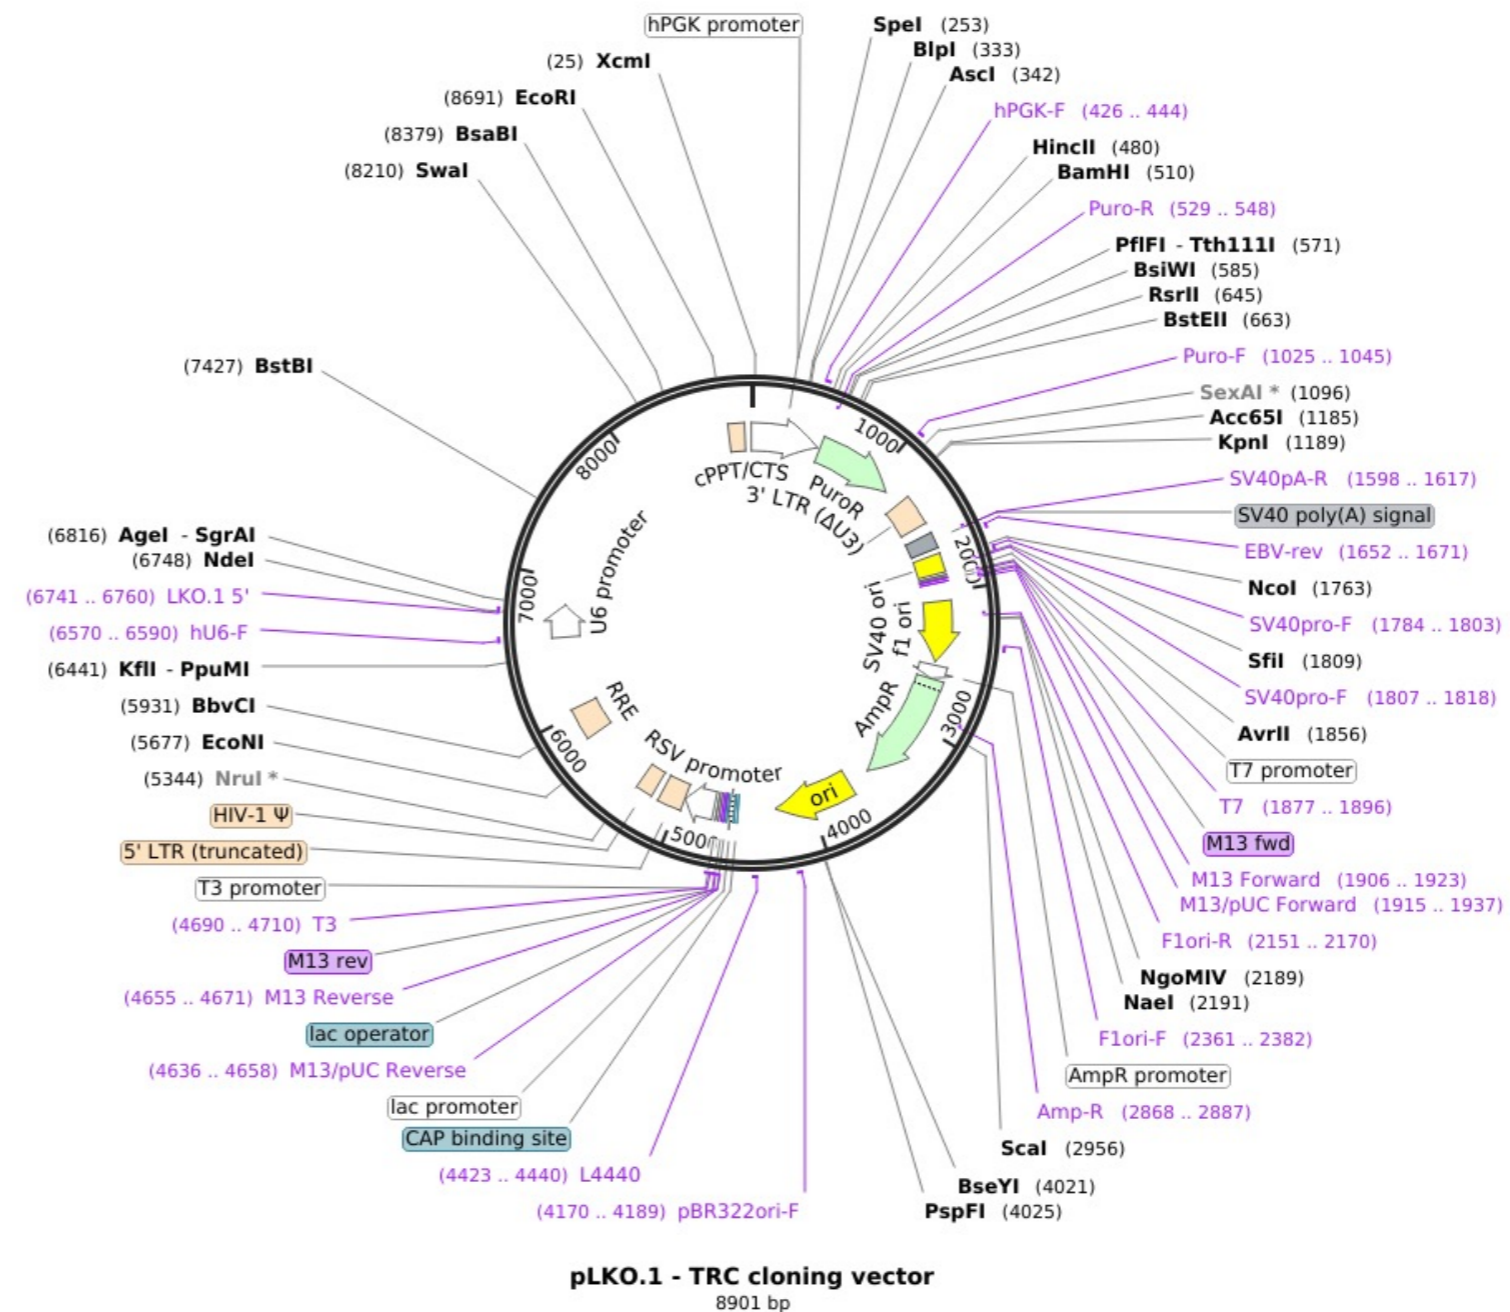 hPGK promoter
SpeI (253)
BlpI (333)
AscI (342)
hPGK-F (426 .. 444)
HincII (480)
BamHI (510)
Puro-R (529 .. 548)
PflFI - Tth111I (571)
BsiWI (585)
RsrII (645)
BstEII (663)
Puro-F (1025 .. 1045)
SexAI * (1096)
Acc65I (1185)
KpnI (1189)
SV40pA-R (1598 .. 1617)
SV40 poly(A) signal
EBV-rev (1652 .. 1671)
NcoI (1763)
SV40pro-F (1784 .. 1803)
SfiI (1809)
SV40pro-F (1807 .. 1818)
AvrII (1856)
T7 promoter
T7 (1877 .. 1896)
M13 fwd
M13 Forward (1906 .. 1923)
M13/pUC Forward (1915 .. 1937)
F1ori-R (2151 .. 2170)
NgoMIV (2189)
NaeI (2191)
F1ori-F (2361 .. 2382)
AmpR promoter
Amp-R (2868 .. 2887)
ScaI (2956)
BseYI (4021)
PspFI (4025)
(4170 .. 4189) pBR322ori-F
(4423 .. 4440) L4440
CAP binding site
lac promoter
(4636 .. 4658) M13/pUC Reverse
lac operator
(4655 .. 4671) M13 Reverse
M13 rev
(4690 .. 4710) T3
T3 promoter
5' LTR (truncated)
HIV-1 Ψ
(5344) NruI *
(5677) EcoNI
(5931) BbvCI
(6441) KflI - PpuMI
(6570 .. 6590) hU6-F
(6741 .. 6760) LKO.1 5'
(6748) NdeI
(6816) AgeI - SgrAI
(7427) BstBI
(8210) SwaI
(8379) BsaBI
(8691) EcoRI
(25) XcmI
1000
2000
3000
4000
5000
6000
7000
8000
cPPT/CTS
PuroR
3' LTR (ΔU3)
SV40 ori
f1 ori
AmpR
ori
RSV promoter
RRE
U6 promoter
pLKO.1 - TRC cloning vector
8901 bp